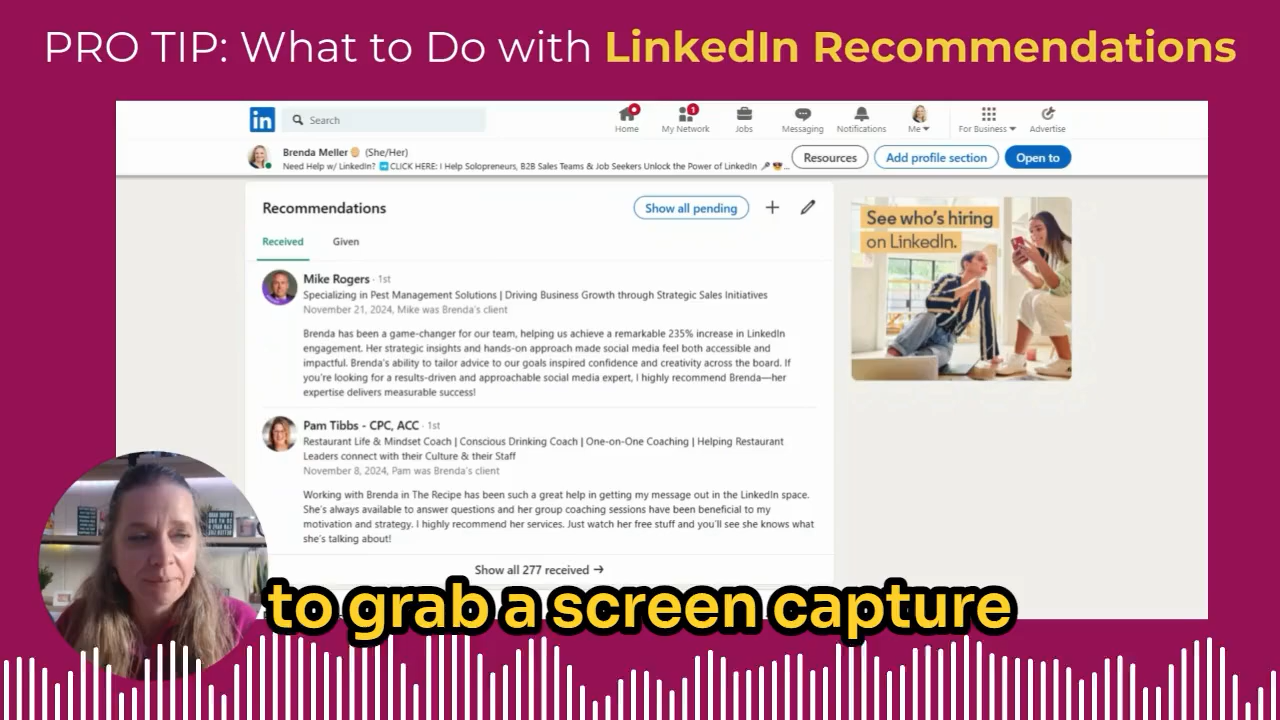 PRO TIP: What to Do with LinkedIn Recommendations
in
Search
Home
My Network
1
Jobs
Messaging
Notifications
Me
For Business
Advertise
Brenda Meller (She/Her)
Need Help w/ LinkedIn? ➡️CLICK HERE: I Help Solopreneurs, B2B Sales Teams & Job Seekers Unlock the Power of LinkedIn ...
Resources
Add profile section
Open to
Recommendations
Show all pending
Received
Given
Mike Rogers · 1st
Specializing in Pest Management Solutions | Driving Business Growth through Strategic Sales Initiatives
November 21, 2024, Mike was Brenda's client
Brenda has been a game-changer for our team, helping us achieve a remarkable 235% increase in LinkedIn
engagement. Her strategic insights and hands-on approach made social media feel both accessible and
impactful. Brenda's ability to tailor advice to our goals inspired confidence and creativity across the board. If
you're looking for a results-driven and approachable social media expert, I highly recommend Brenda—her
expertise delivers measurable success!
Pam Tibbs - CPC, ACC · 1st
Restaurant Life & Mindset Coach | Conscious Drinking Coach | One-on-One Coaching | Helping Restaurant
Leaders connect with their Culture & their Staff
November 8, 2024, Pam was Brenda's client
Working with Brenda in The Recipe has been such a great help in getting my message out in the LinkedIn space.
She's always available to answer questions and her group coaching sessions have been beneficial to my
motivation and strategy. I highly recommend her services. Just watch her free stuff and you'll see she knows what
she's talking about!
Show all 277 received →
See who's hiring
on LinkedIn.
to grab a screen capture